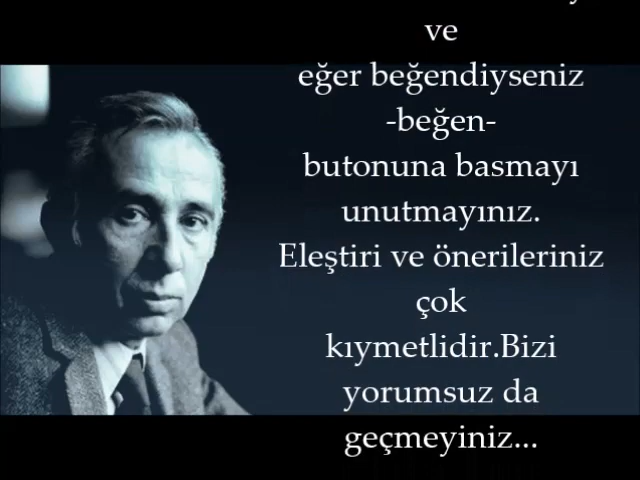 ve
eğer beğendiyseniz
-beğen-
butonuna basmayı
unutmayınız.
Eleştiri ve önerileriniz
çok
kıymetlidir.Bizi
yorumsuz da
geçmeyiniz...